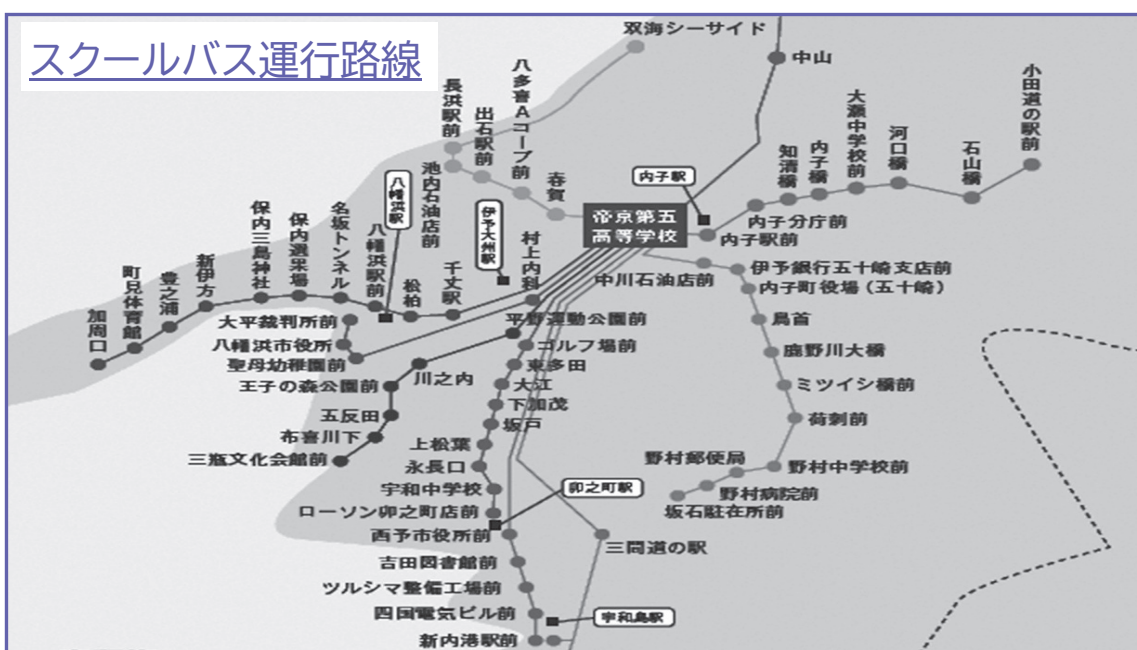 スクールバス運行路線
双海シーサイド
中山
小田道の駅前
石山橋
河口橋
大瀬中学校前
内子橋
知清橋
内子分庁前
内子駅前
内子駅
帝京第五
高等学校
長浜駅前
出石駅前
八多喜Aコープ前
春賀
池内石油店前
八幡浜駅
伊予大洲駅
村上内科
千丈駅
松柏
八幡浜駅前
名坂トンネル
保内選果場
保内三島神社
新伊方
豊之浦
町見体育館
加周口
大平裁判所前
八幡浜市役所
聖母幼稚園前
王子の森公園前
川之内
五反田
布喜川下
三瓶文化会館前
平野運動公園前
ゴルフ場前
東多田
大江
下加茂
坂戸
上松葉
永長口
宇和中学校
ローソン卯之町店前
卯之町駅
西予市役所前
吉田図書館前
ツルシマ整備工場前
四国電気ビル前
新内港駅前
宇和島駅
三間道の駅
中川石油店前
伊予銀行五十崎支店前
内子町役場(五十崎)
鳥首
鹿野川大橋
ミツイシ橋前
荷刺前
野村中学校前
野村郵便局
野村病院前
坂石駐在所前